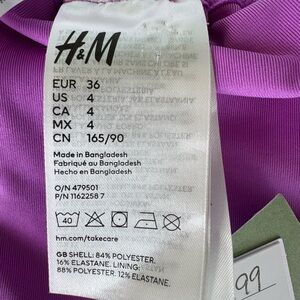 H&M
EUR 36
US 4
CA 4
MX 4
CN 165/90
Made in Bangladesh
Fabriqué au Bangladesh
Hecho en Bangladesh
O/N 479501
P/N 1162258 7
40
hm.com/takecare
GB SHELL: 84% POLYESTER,
16% ELASTANE. LINING:
88% POLYESTER, 12% ELASTANE.
99